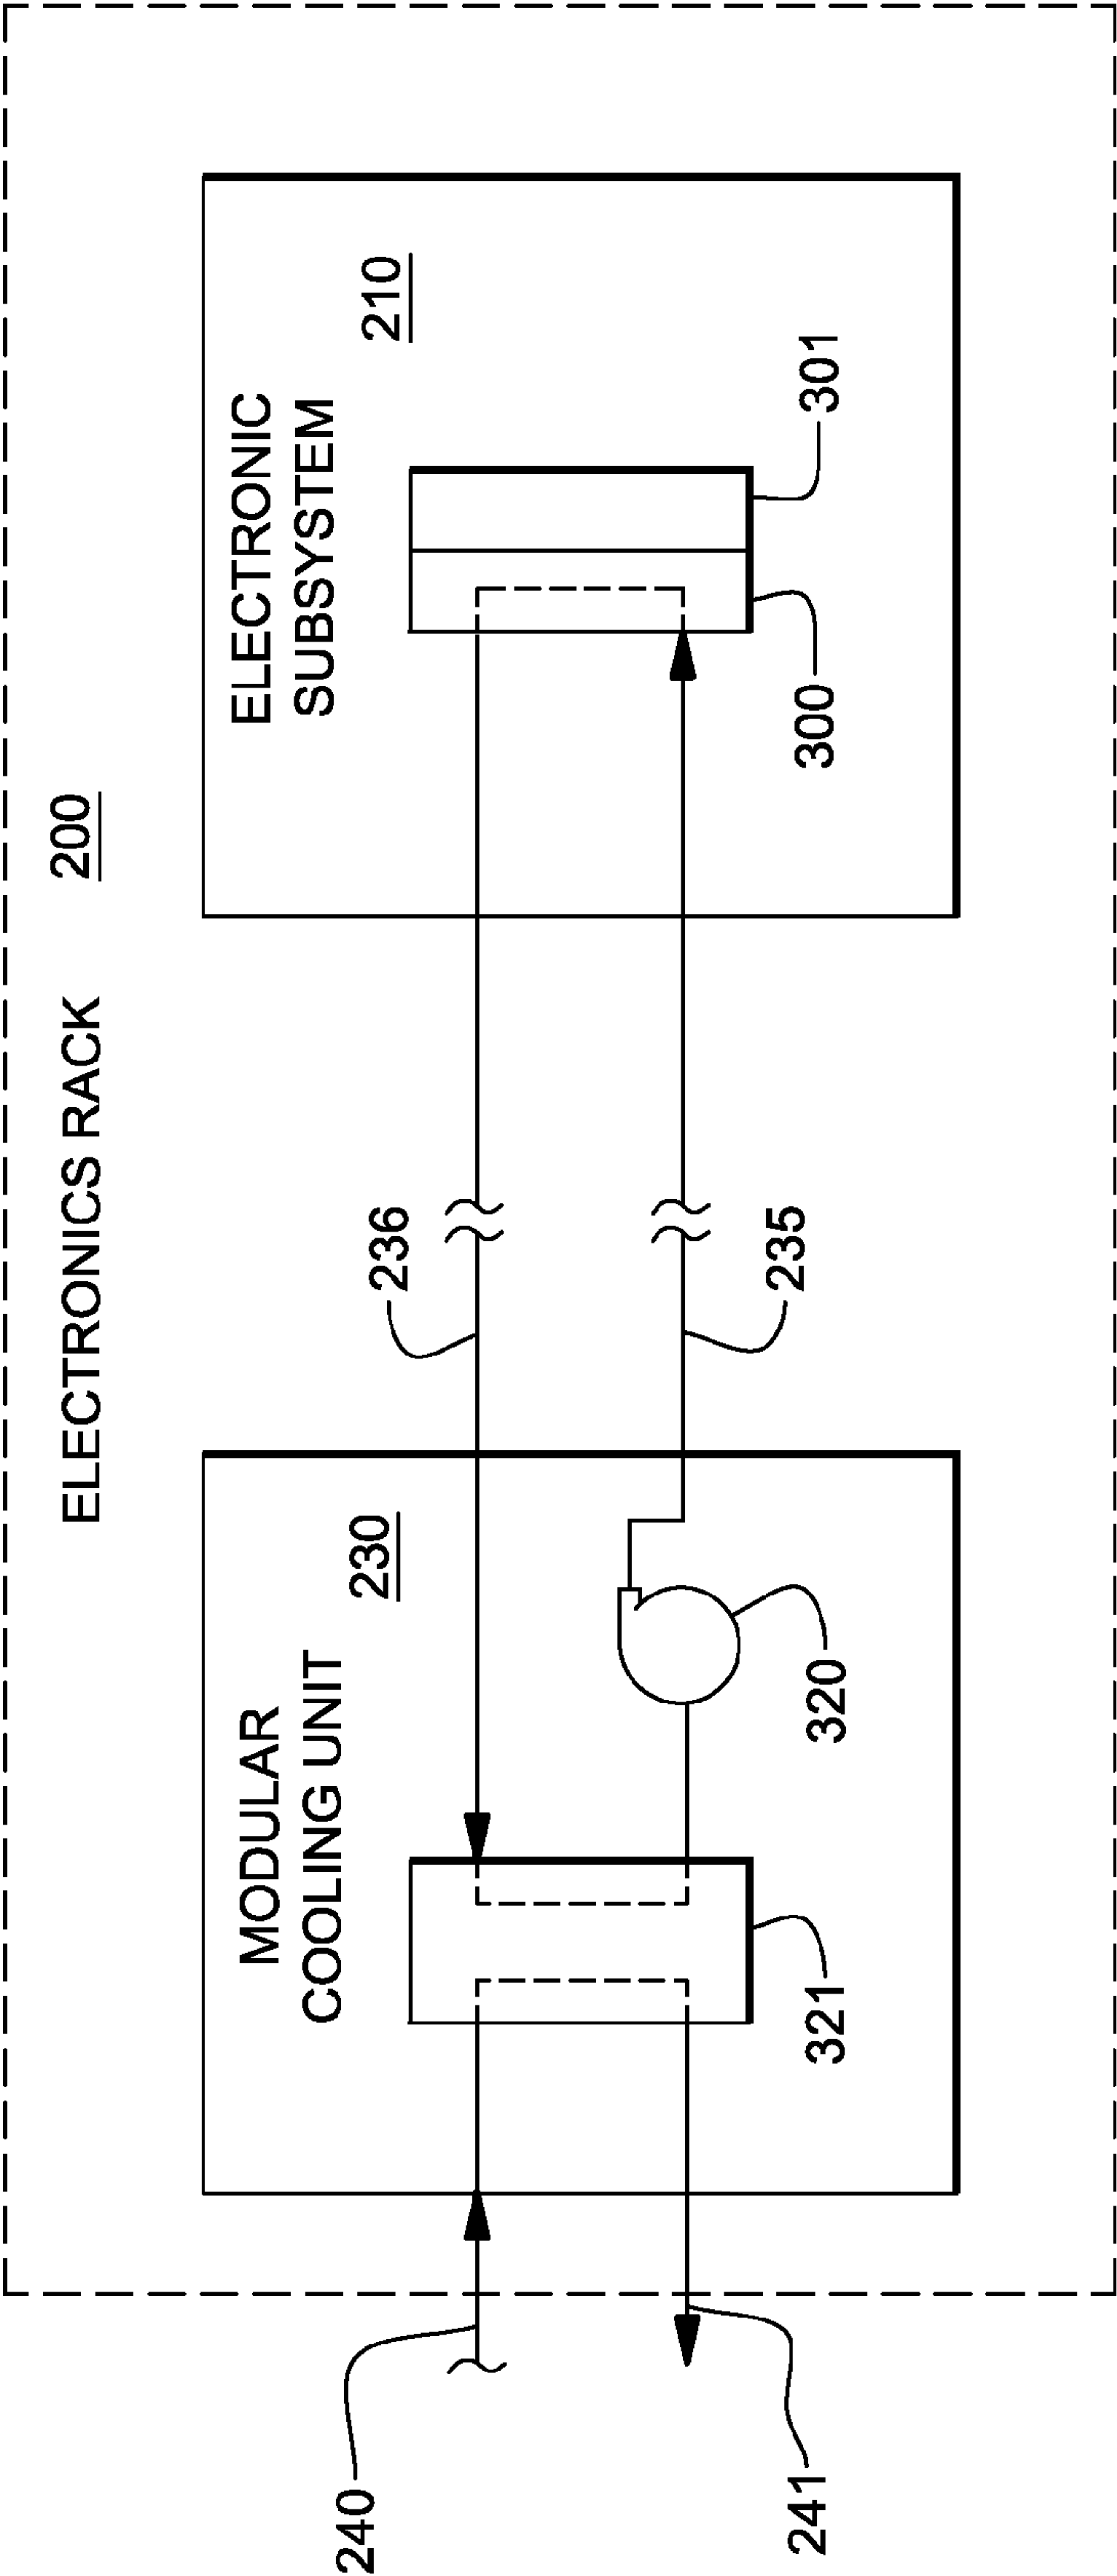 ELECTRONICS RACK 200
MODULAR
COOLING UNIT
230
ELECTRONIC
SUBSYSTEM
210
240
236
241
321
320
235
300
301